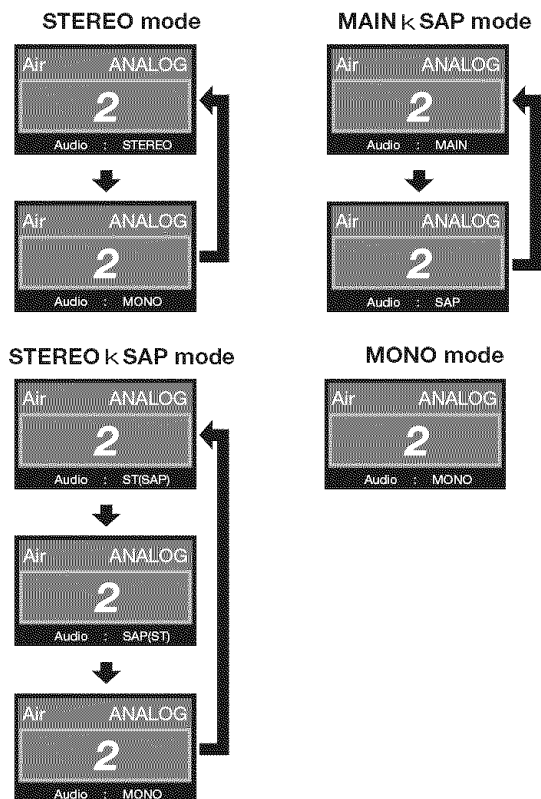 STEREO mode
Air ANALOG
2
Audio : STEREO
Air ANALOG
2
Audio : MONO
MAIN K SAP mode
Air ANALOG
2
Audio : MAIN
Air ANALOG
2
Audio : SAP
STEREO K SAP mode
Air ANALOG
2
Audio : ST(SAP)
Air ANALOG
2
Audio : SAP(ST)
Air ANALOG
2
Audio : MONO
MONO mode
Air ANALOG
2
Audio : MONO